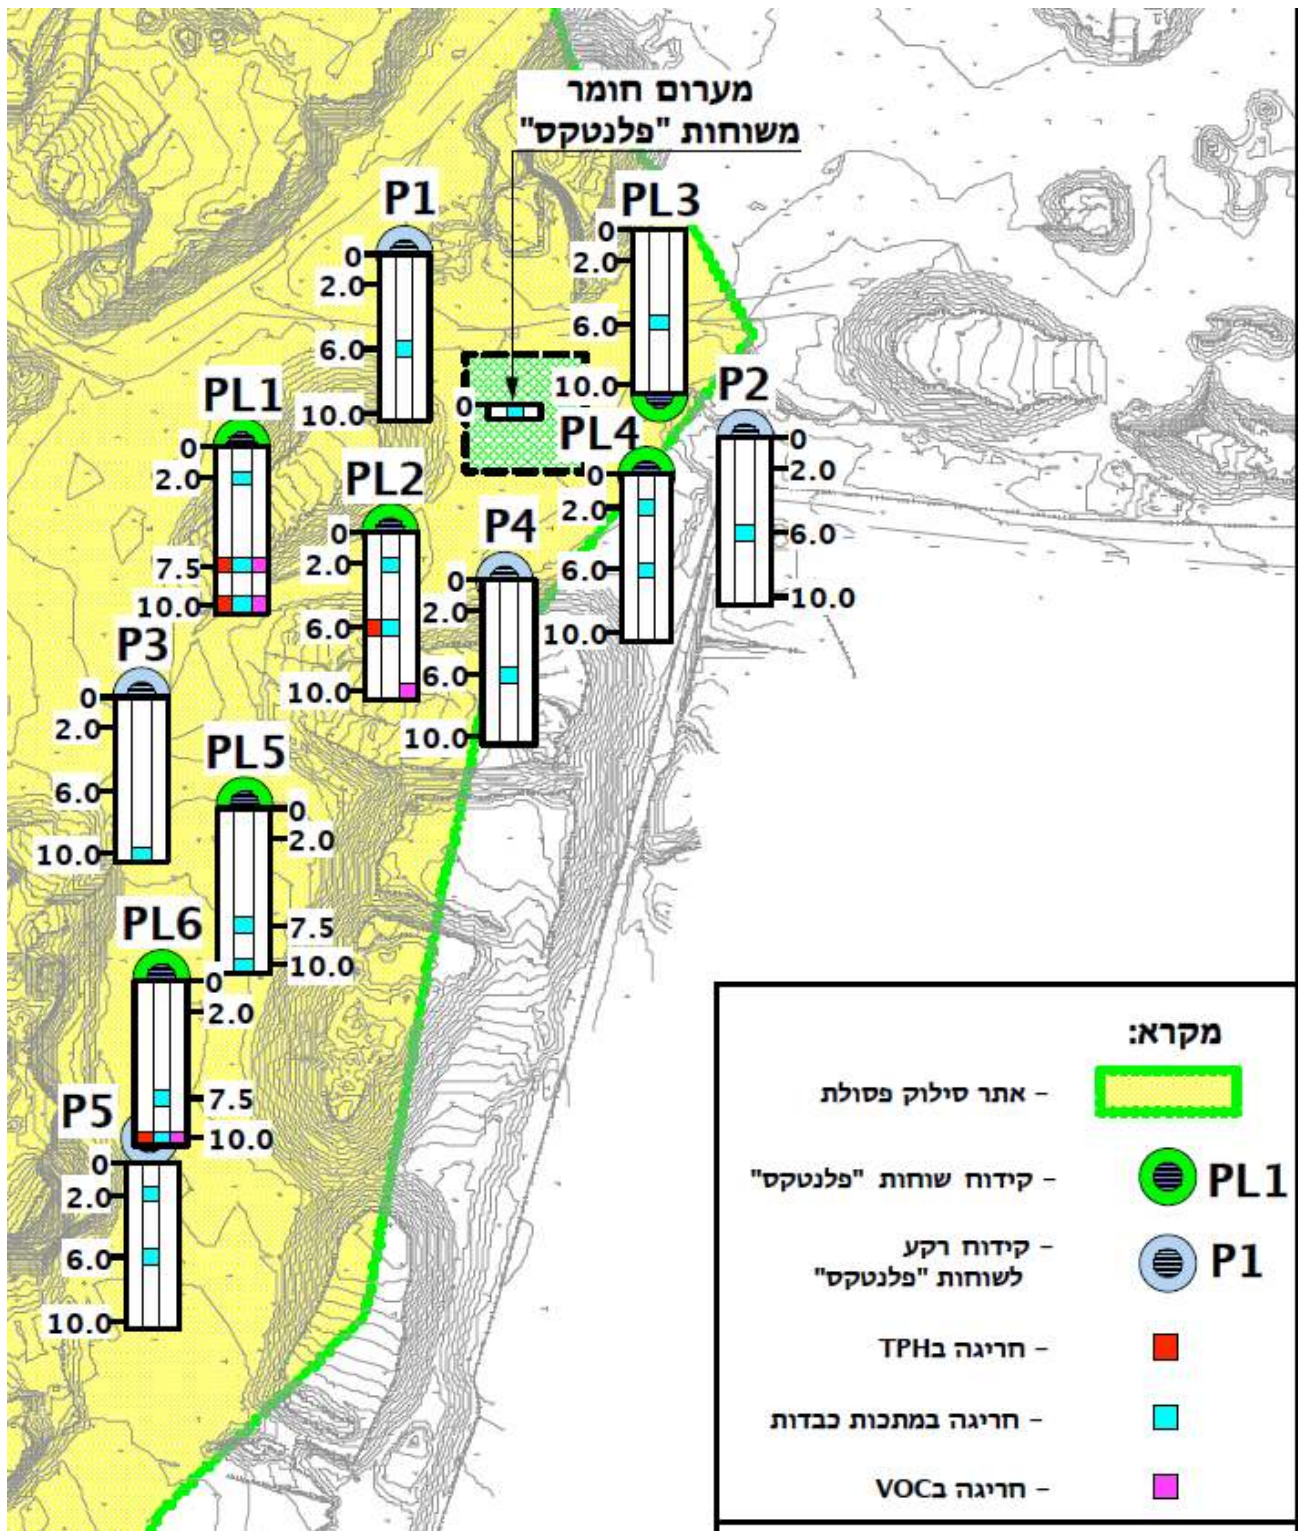 מערום חומר
משוחות "פלנטקס"
P1
0
2.0
6.0
10.0
PL3
0
2.0
6.0
10.0
0
P2
0
2.0
6.0
10.0
PL1
0
2.0
7.5
10.0
PL4
0
2.0
6.0
10.0
PL2
0
2.0
6.0
10.0
P4
0
2.0
6.0
10.0
P3
0
2.0
6.0
10.0
PL5
0
2.0
7.5
10.0
PL6
0
2.0
7.5
10.0
P5
0
2.0
6.0
10.0
מקרא:
- אתר סילוק פסולת
PL1 - קידוח שוחות "פלנטקס"
P1 - קידוח רקע
לשוחות "פלנטקס"
- חריגה בTPH
- חריגה במתכות כבדות
- חריגה בVOC